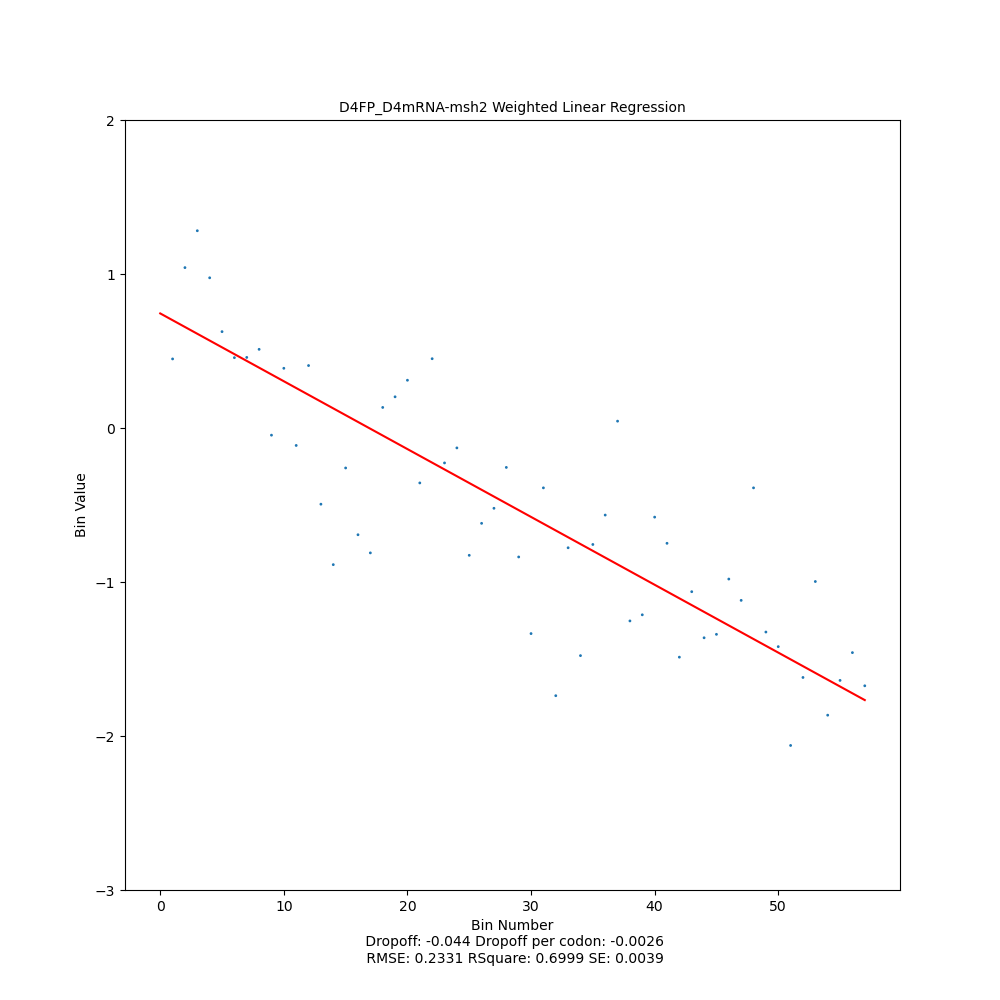 D4FP_D4mRNA-msh2 Weighted Linear Regression
2
1
0
−1
−2
−3
Bin Value
0 10 20 30 40 50
Bin Number
Dropoff: -0.044 Dropoff per codon: -0.0026
RMSE: 0.2331 RSquare: 0.6999 SE: 0.0039